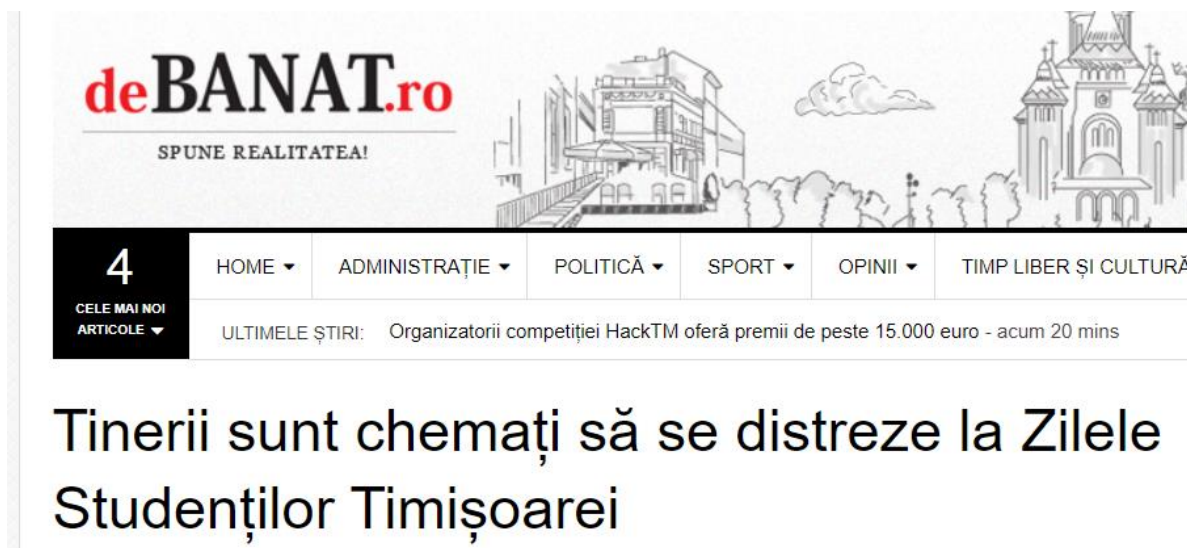 deBANAT.ro
SPUNE REALITATEA!
4
CELE MAI NOI
ARTICOLE
HOME
ADMINISTRAȚIE
POLITICĂ
SPORT
OPINII
TIMP LIBER ȘI CULTURĂ
ULTIMELE ȘTIRI: Organizatorii competiției HackTM oferă premii de peste 15.000 euro - acum 20 mins
Tinerii sunt chemați să se distreze la Zilele
Studenților Timișoarei